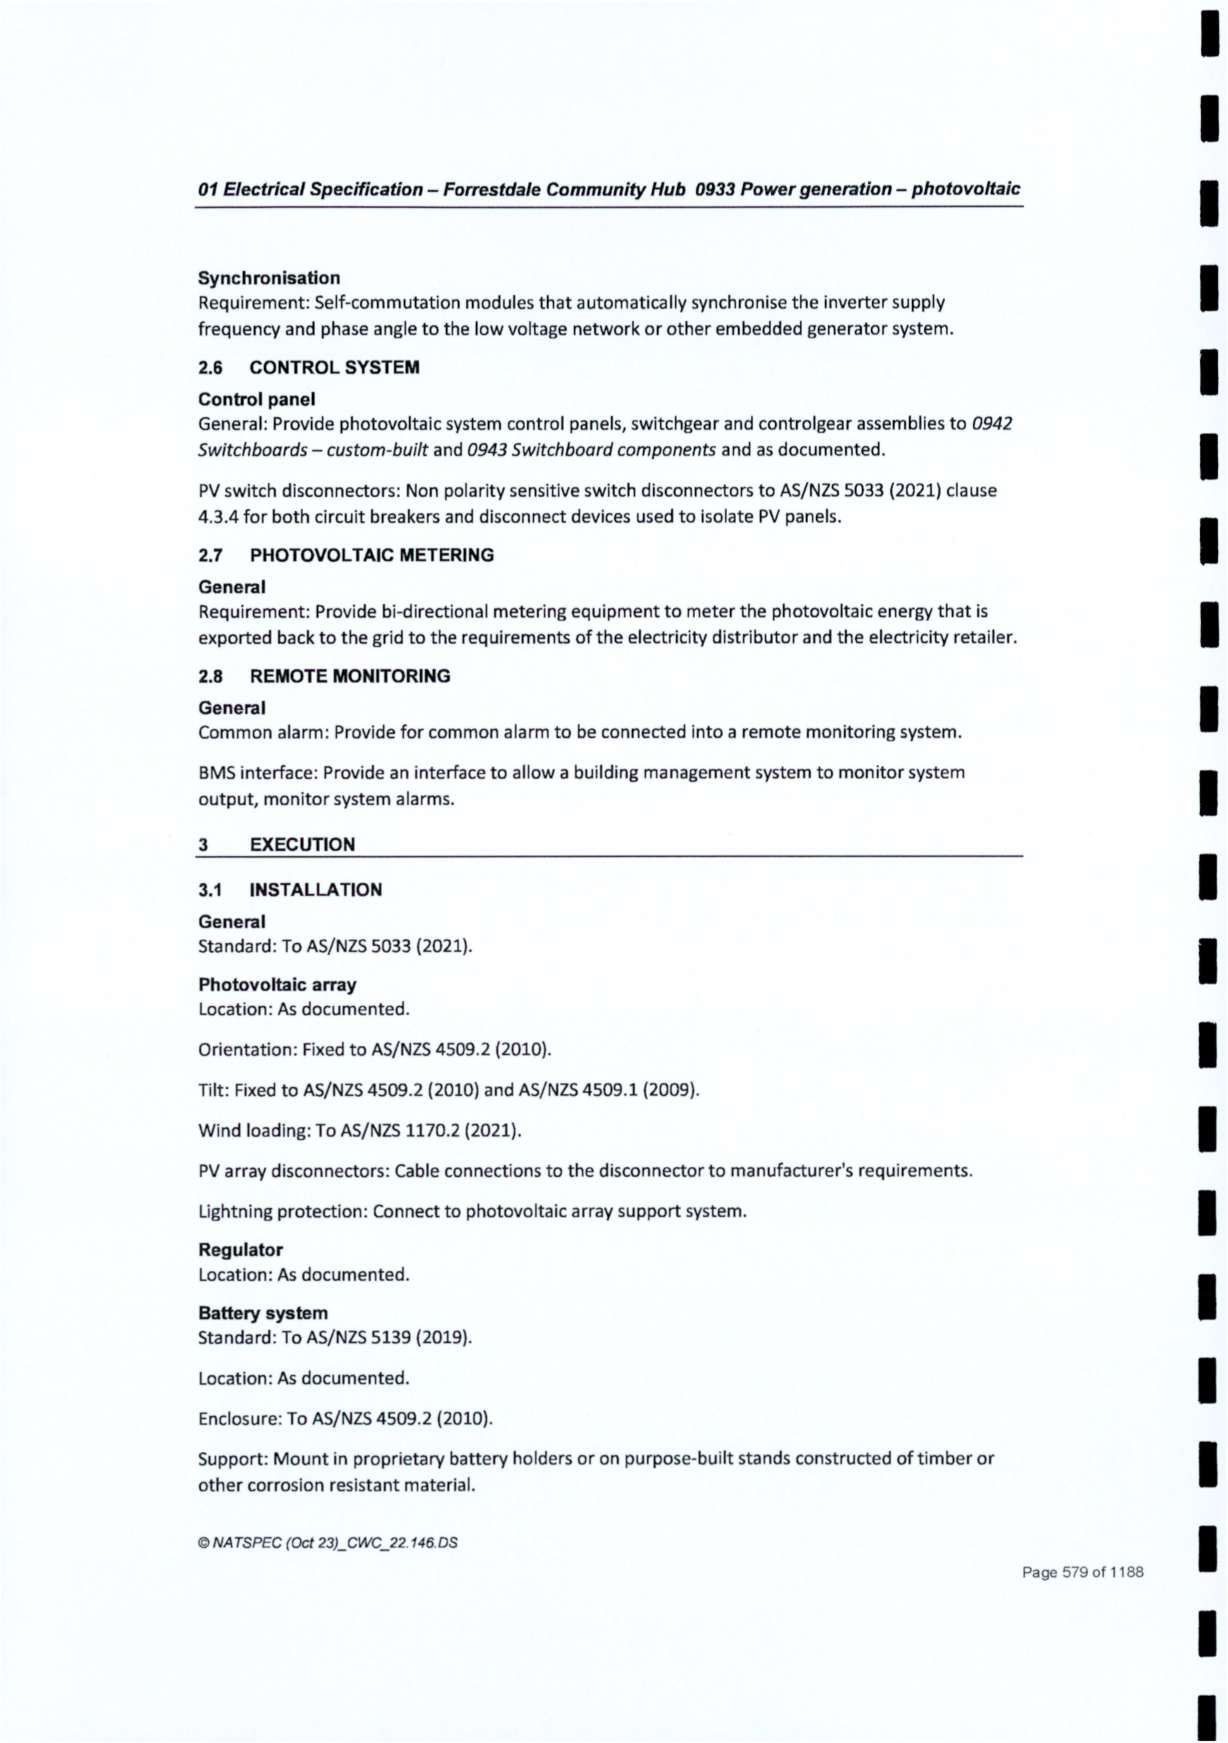 01 Electrical Specification – Forrestdale Community Hub 0933 Power generation – photovoltaic
Synchronisation
Requirement: Self-commutation modules that automatically synchronise the inverter supply
frequency and phase angle to the low voltage network or other embedded generator system.
2.6 CONTROL SYSTEM
Control panel
General: Provide photovoltaic system control panels, switchgear and controlgear assemblies to 0942
Switchboards – custom-built and 0943 Switchboard components and as documented.
PV switch disconnectors: Non polarity sensitive switch disconnectors to AS/NZS 5033 (2021) clause
4.3.4 for both circuit breakers and disconnect devices used to isolate PV panels.
2.7 PHOTOVOLTAIC METERING
General
Requirement: Provide bi-directional metering equipment to meter the photovoltaic energy that is
exported back to the grid to the requirements of the electricity distributor and the electricity retailer.
2.8 REMOTE MONITORING
General
Common alarm: Provide for common alarm to be connected into a remote monitoring system.
BMS interface: Provide an interface to allow a building management system to monitor system
output, monitor system alarms.
3 EXECUTION
3.1 INSTALLATION
General
Standard: To AS/NZS 5033 (2021).
Photovoltaic array
Location: As documented.
Orientation: Fixed to AS/NZS 4509.2 (2010).
Tilt: Fixed to AS/NZS 4509.2 (2010) and AS/NZS 4509.1 (2009).
Wind loading: To AS/NZS 1170.2 (2021).
PV array disconnectors: Cable connections to the disconnector to manufacturer's requirements.
Lightning protection: Connect to photovoltaic array support system.
Regulator
Location: As documented.
Battery system
Standard: To AS/NZS 5139 (2019).
Location: As documented.
Enclosure: To AS/NZS 4509.2 (2010).
Support: Mount in proprietary battery holders or on purpose-built stands constructed of timber or
other corrosion resistant material.
© NATSPEC (Oct 23)_CWC_22.146.DS
Page 579 of 1188